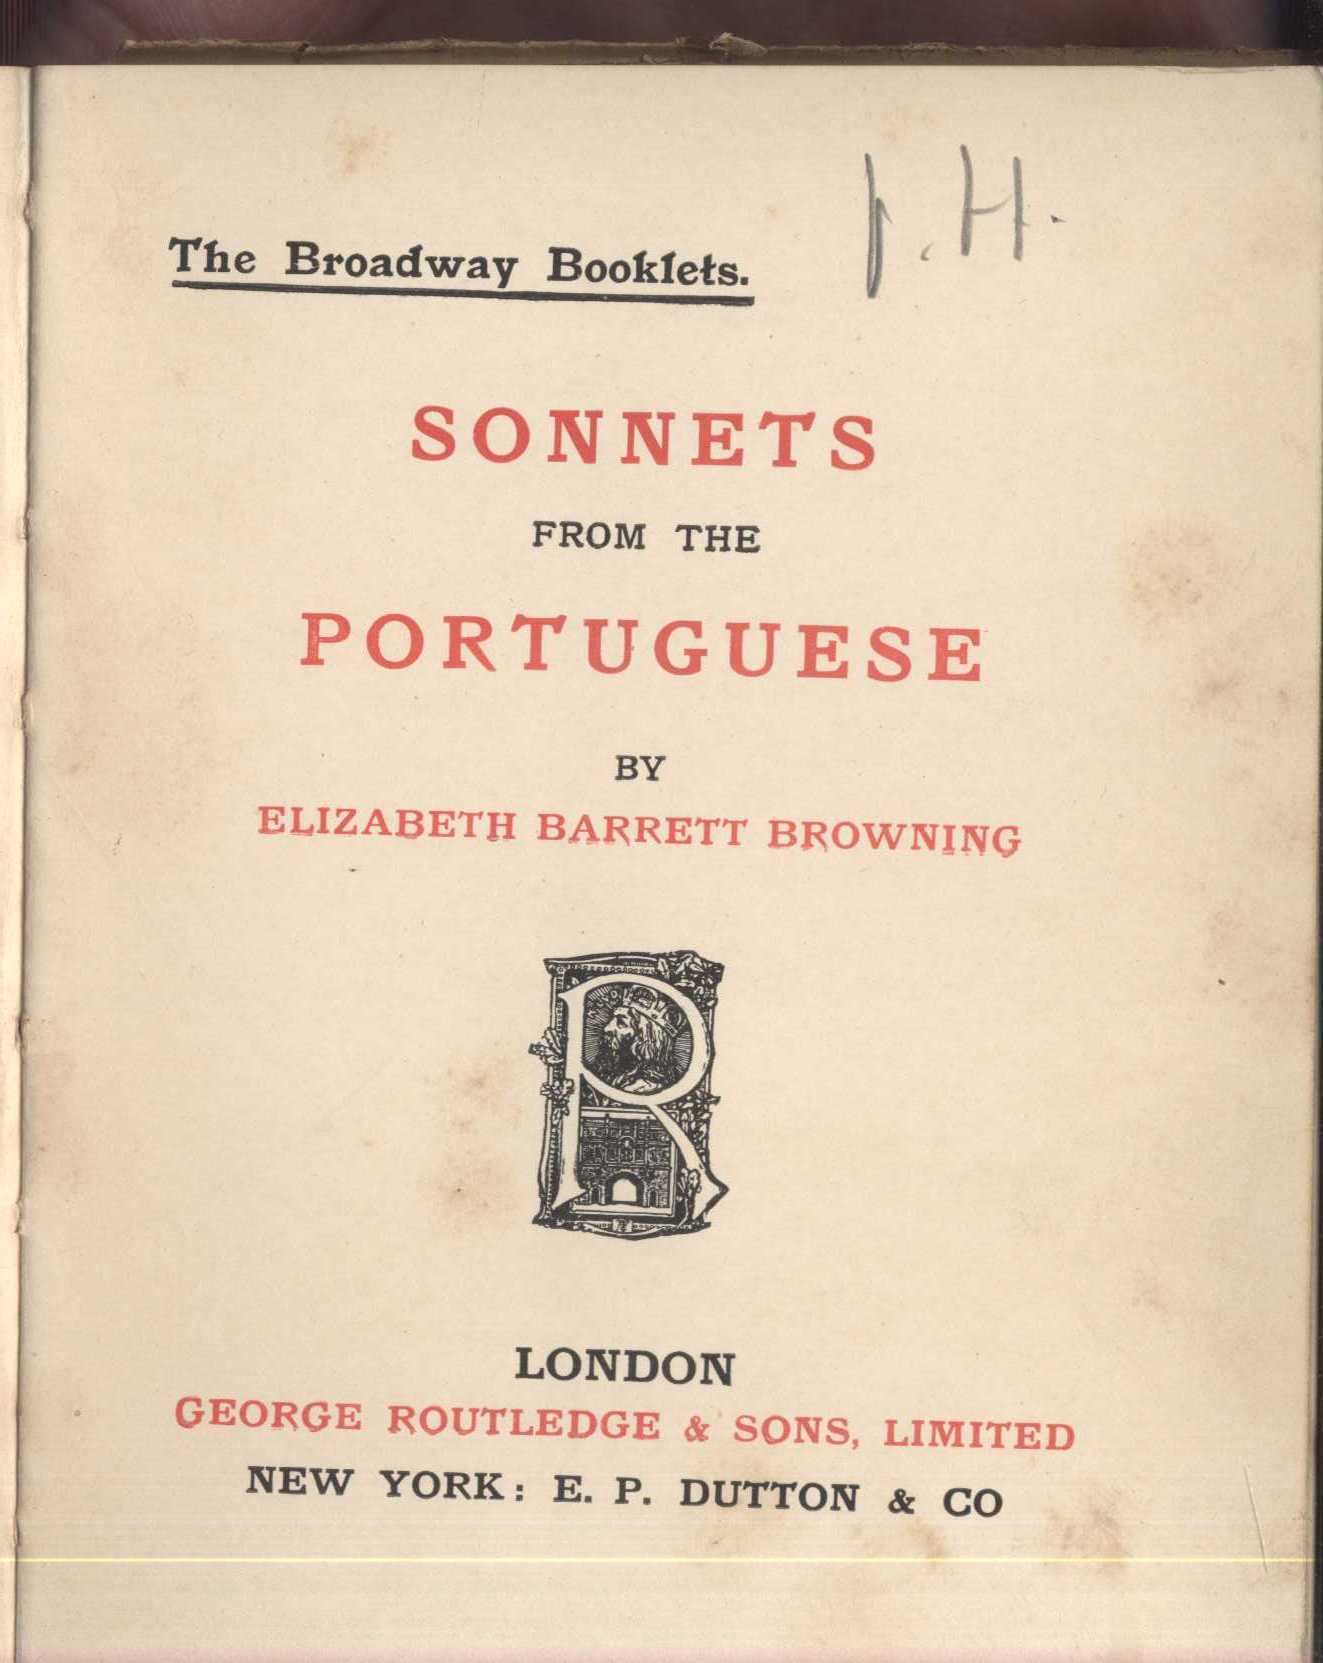 J. H.
The Broadway Booklets.
SONNETS
FROM THE
PORTUGUESE
BY
ELIZABETH BARRETT BROWNING
R
LONDON
GEORGE ROUTLEDGE & SONS, LIMITED
NEW YORK: E. P. DUTTON & CO